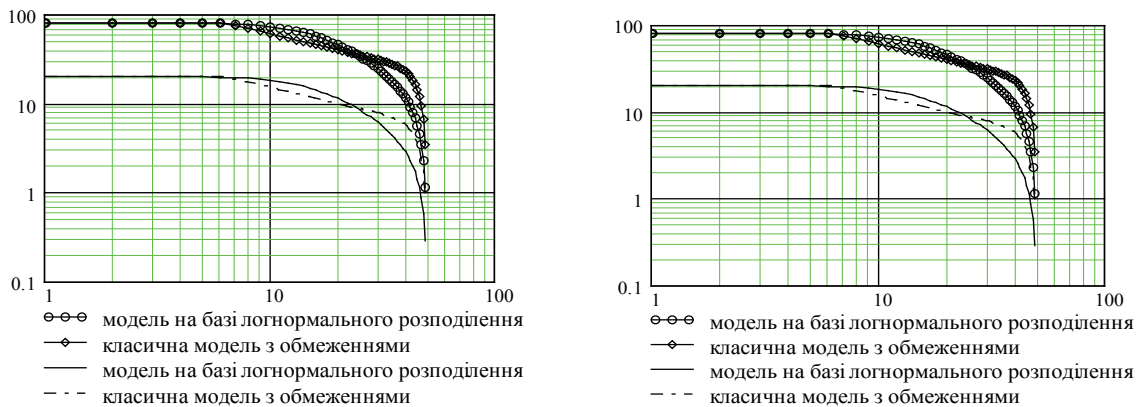 100
10
1
0.1
1
10
100
модель на базі логнормального розподілення
класична модель з обмеженнями
модель на базі логнормального розподілення
класична модель з обмеженнями
100
10
1
0.1
1
10
100
модель на базі логнормального розподілення
класична модель з обмеженнями
модель на базі логнормального розподілення
класична модель з обмеженнями